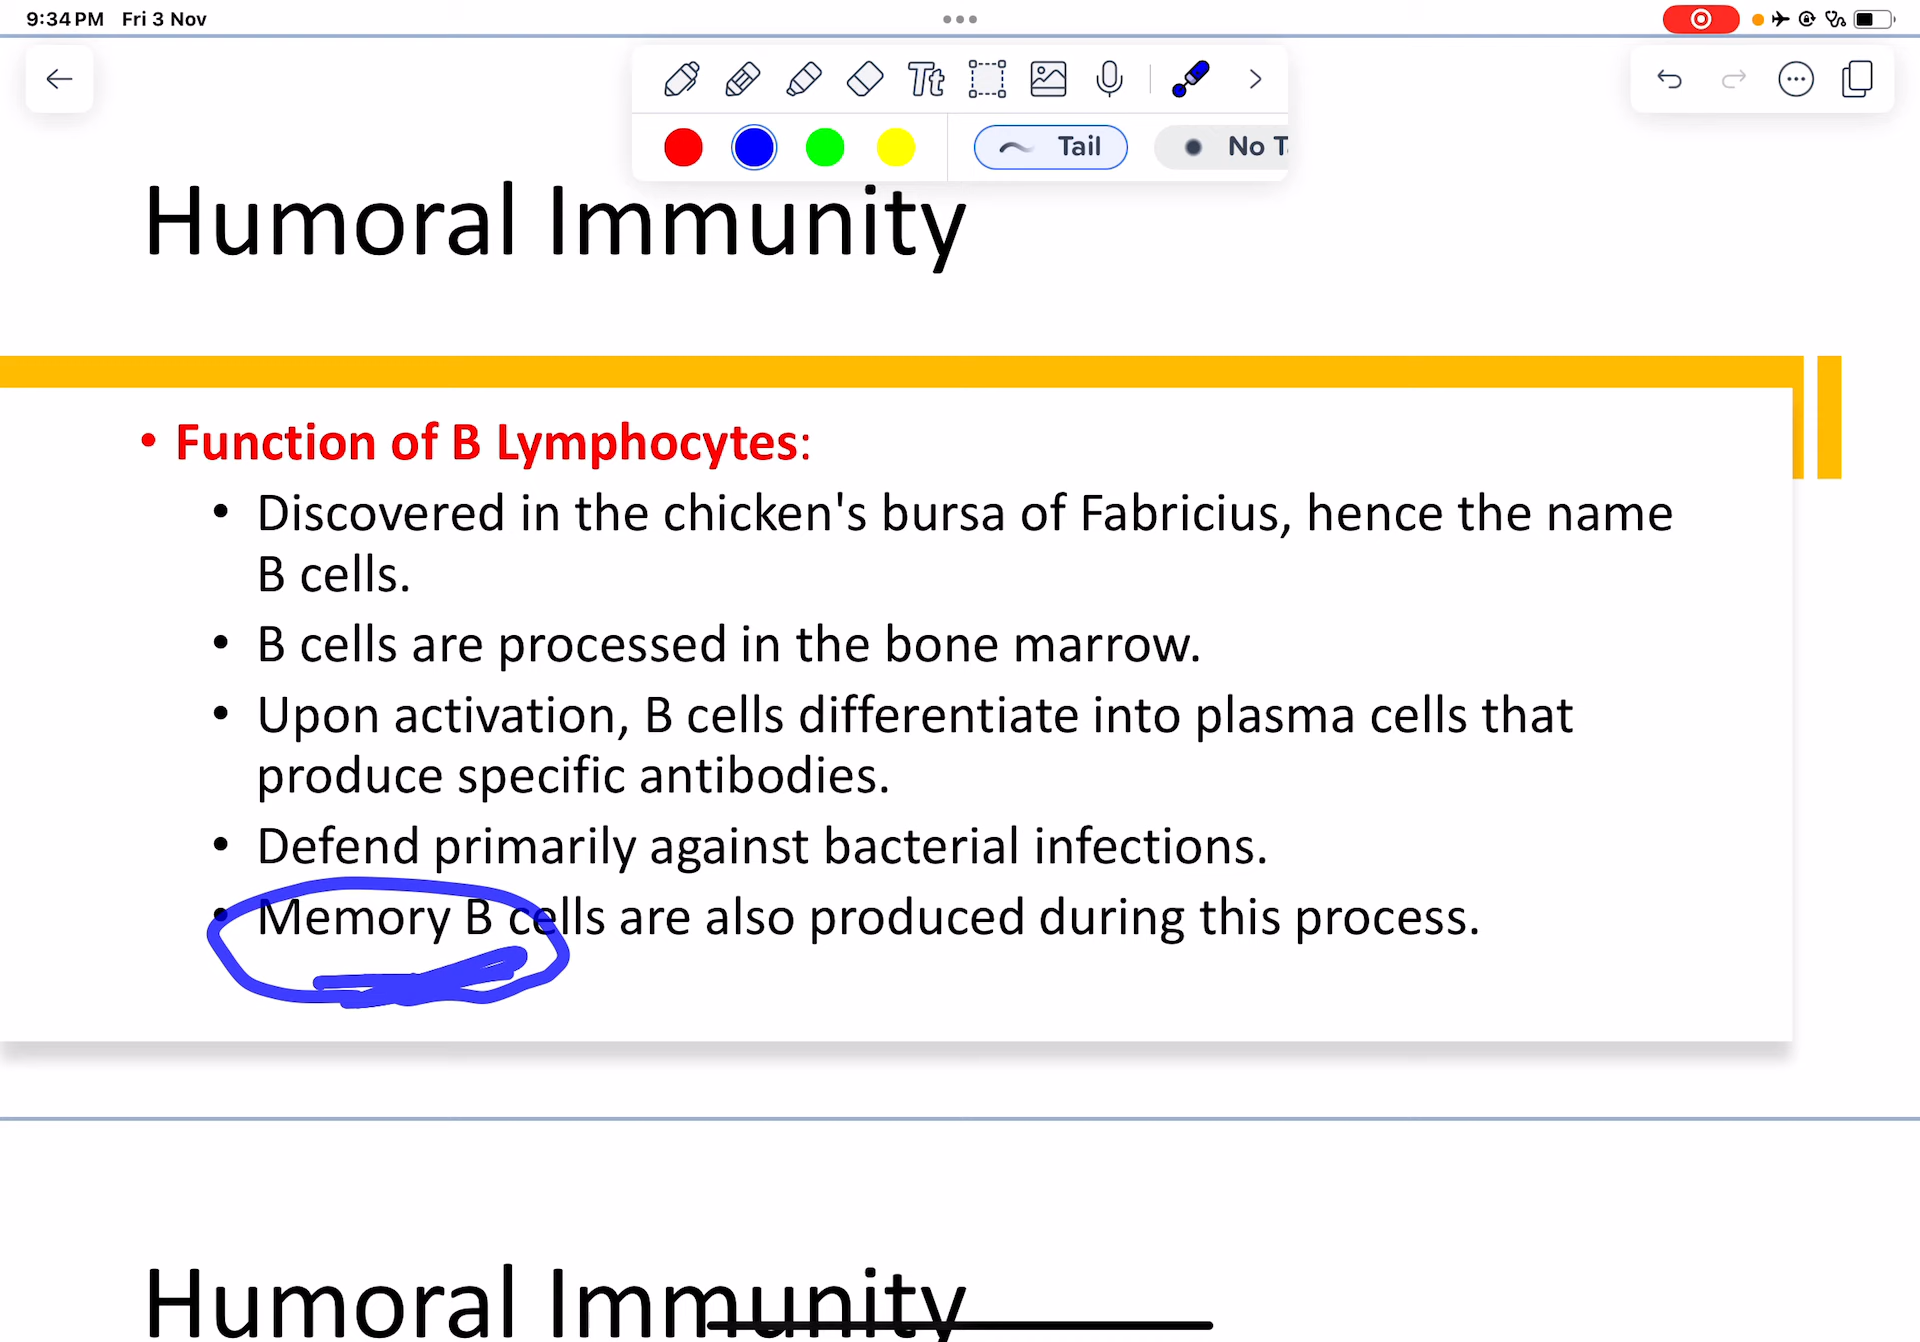 9:34 PM Fri 3 Nov
Tt
Tail
No T
Humoral Immunity
• Function of B Lymphocytes:
• Discovered in the chicken's bursa of Fabricius, hence the name
B cells.
• B cells are processed in the bone marrow.
• Upon activation, B cells differentiate into plasma cells that
produce specific antibodies.
• Defend primarily against bacterial infections.
• Memory B cells are also produced during this process.
Humoral Immunity